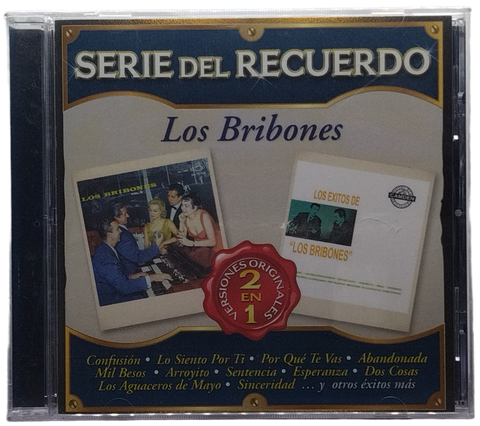 SERIE DEL RECUERDO
Los Bribones
LOS BRIBONES
LOS EXITOS DE
"LOS BRIBONES"
CAMDEN
VERSIONES ORIGINALES
2
EN
1
Confusión • Lo Siento Por Ti • Por Qué Te Vas • Abandonada
Mil Besos • Arroyito • Sentencia • Esperanza • Dos Cosas
Los Aguaceros de Mayo • Sinceridad ... y otros éxitos más